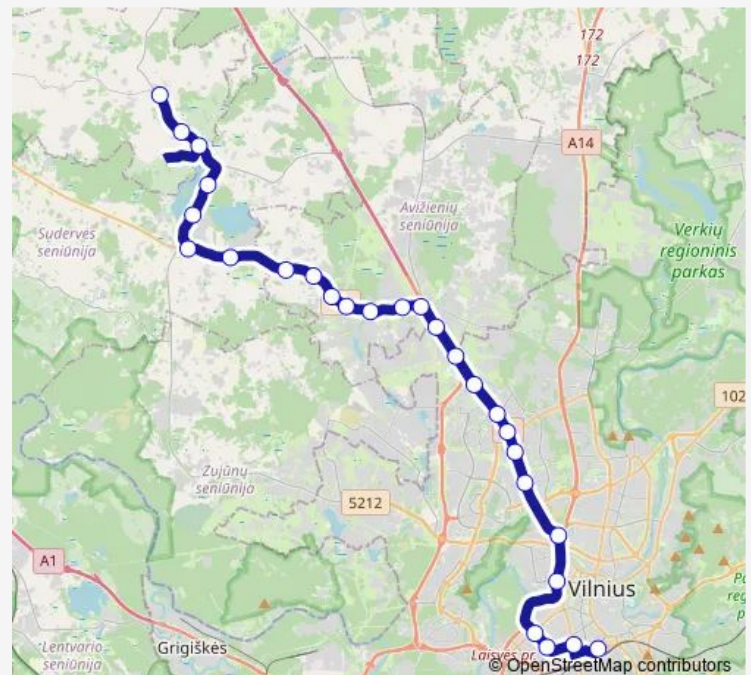 172
172
A14
Avižienių
seniūnija
Sudervės
seniūnija
Verkių
regioninis
parkas
102
Zujūnų
seniūnija
5212
A1
Vilnius
Grigiškės
Lentvario
seniūnija
Laisvės pr.
© OpenStreetMap contributors